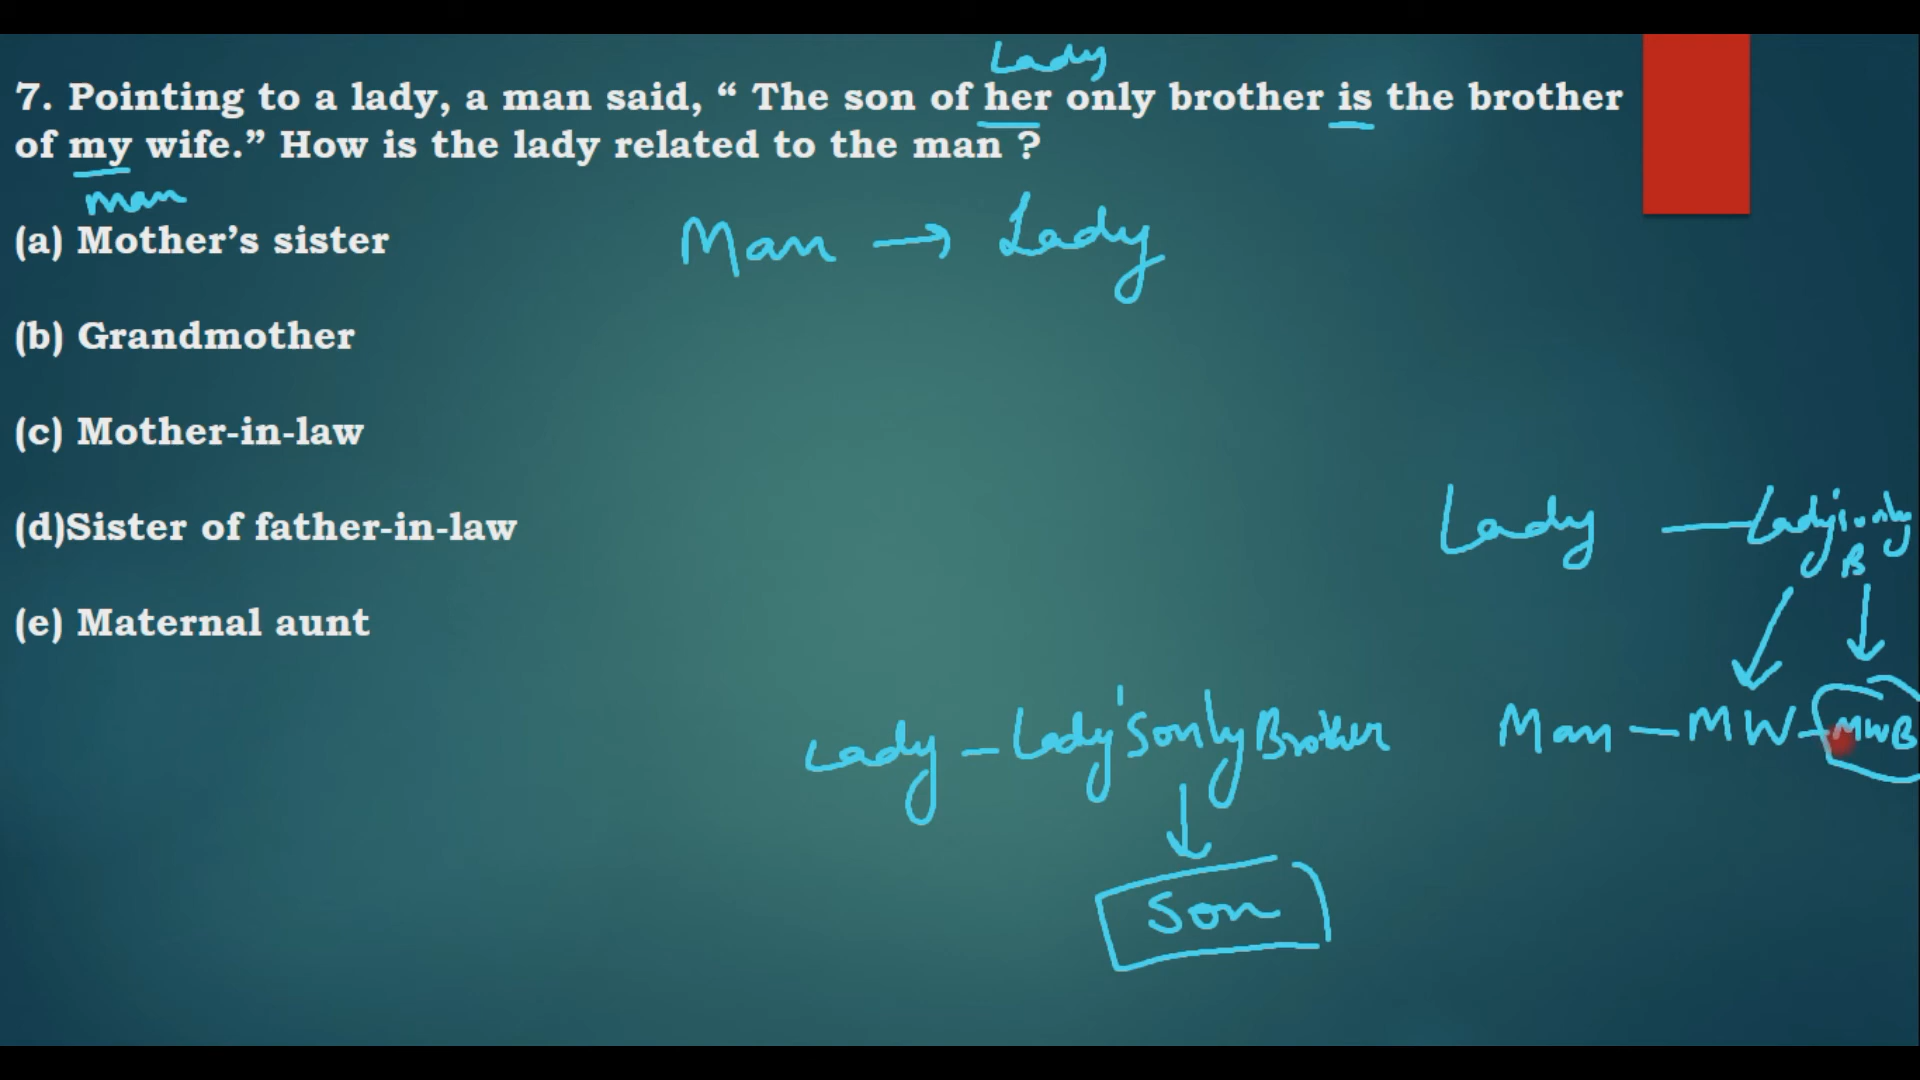 Lady
7. Pointing to a lady, a man said, “ The son of her only brother is the brother
of my wife.” How is the lady related to the man ?
man
(a) Mother’s sister
Man → Lady
(b) Grandmother
(c) Mother-in-law
(d)Sister of father-in-law
Lady — Lady's only
B
(e) Maternal aunt
Lady – Lady's only Brother
Man – MW – MWB
Son